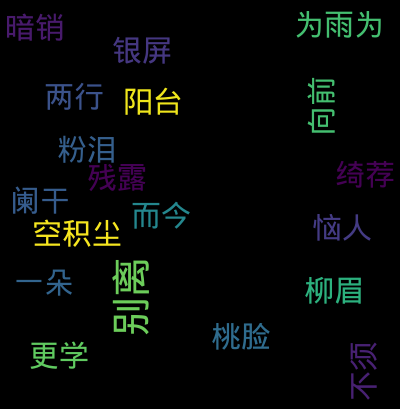 暗销
为雨为
银屏
两行
阳台
向前
粉泪
残露
绮荐
阑干
而今
空积尘
恼人
一朵
别离
柳眉
桃脸
更学
不须